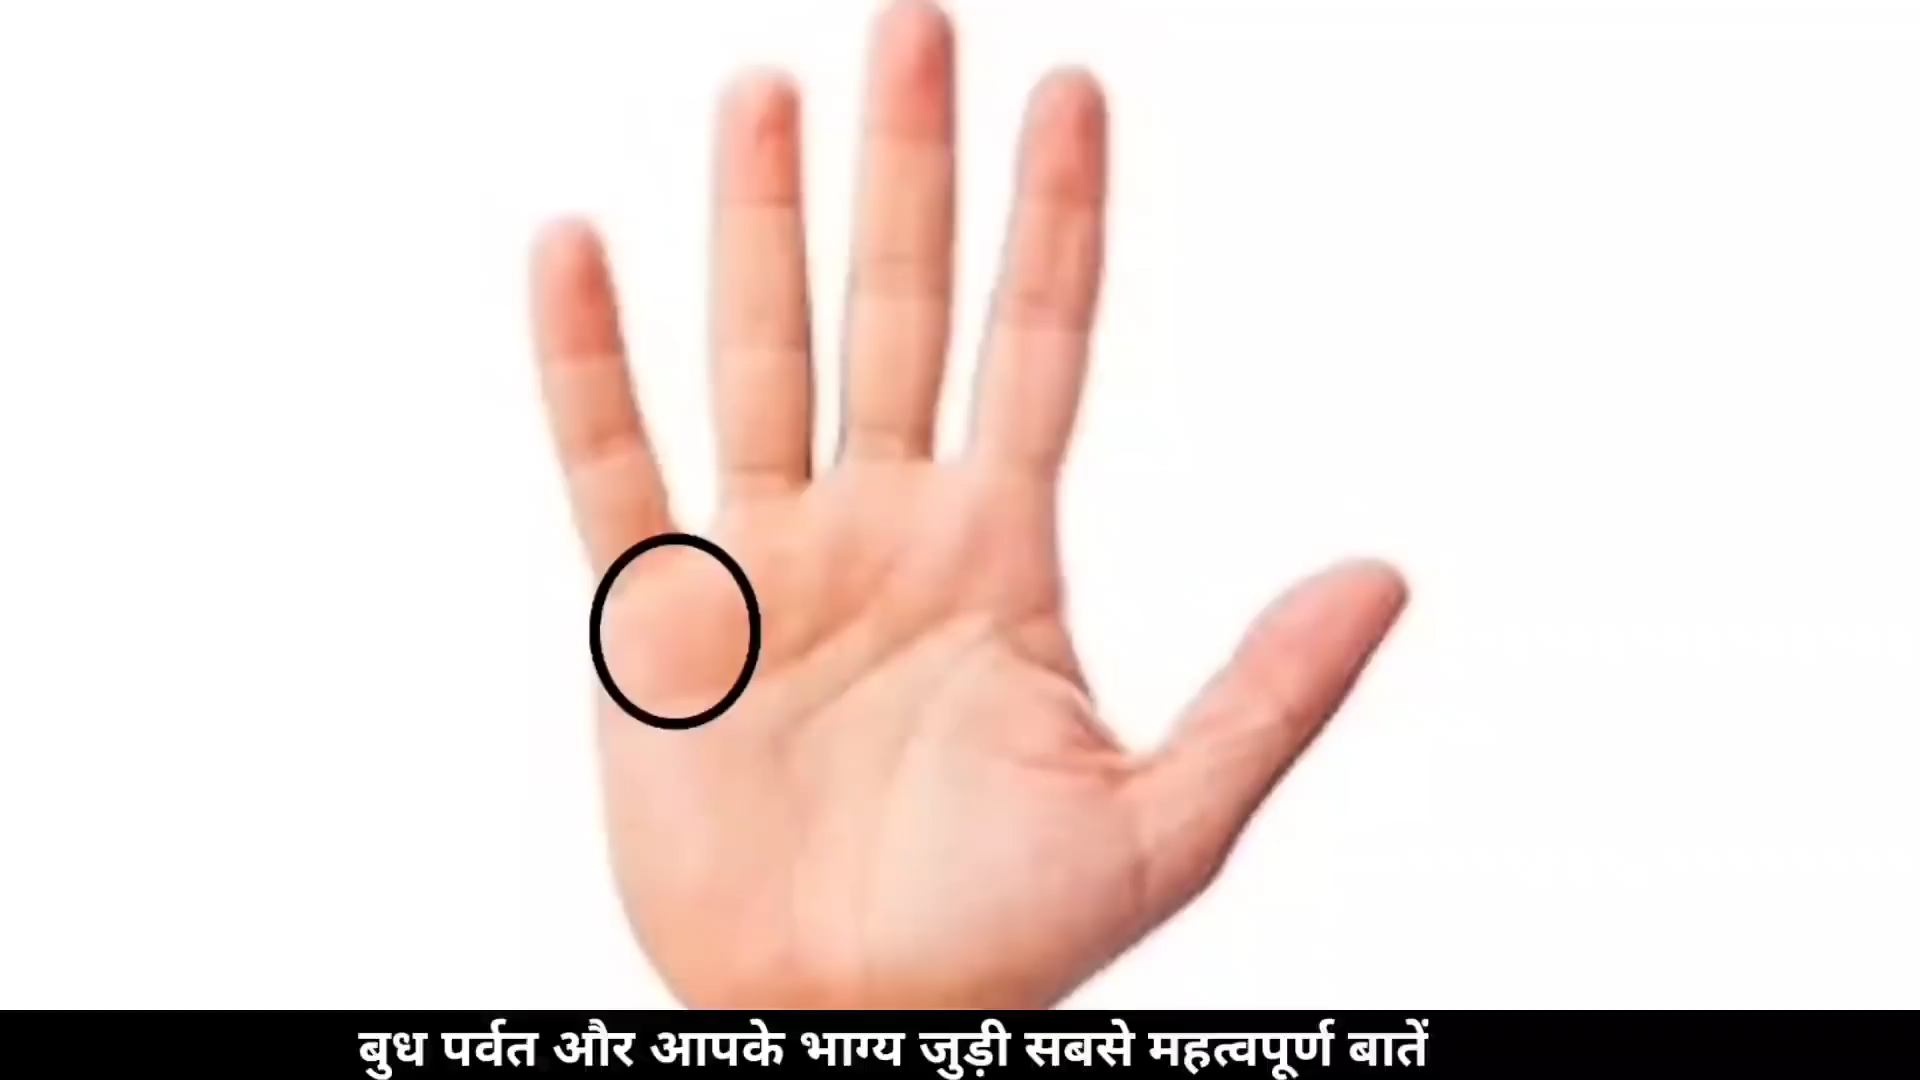 बुध पर्वत और आपके भाग्य जुड़ी सबसे महत्वपूर्ण बातें